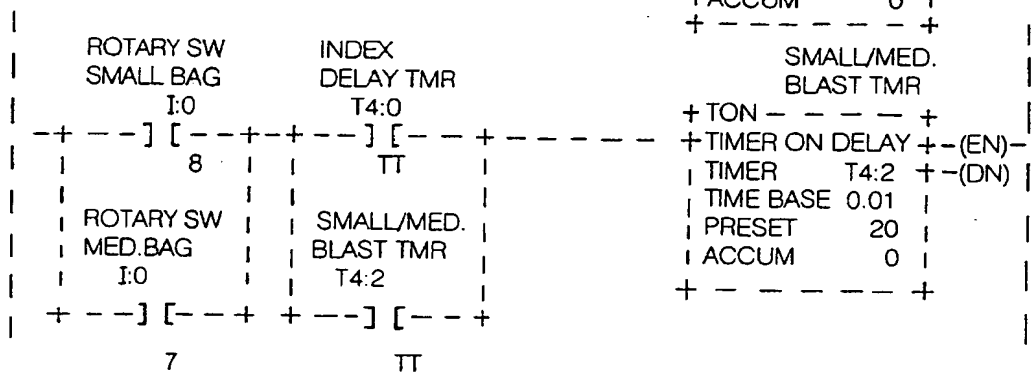 ACCUM 0
ROTARY SW INDEX SMALL/MED.
SMALL BAG DELAY TMR BLAST TMR
I:0 T4:0 TON
] [ ] [ TIMER ON DELAY (EN)
8 TT TIMER T4:2 (DN)
TIME BASE 0.01
ROTARY SW SMALL/MED. PRESET 20
MED.BAG BLAST TMR ACCUM 0
I:0 T4:2
] [ ] [
7 TT